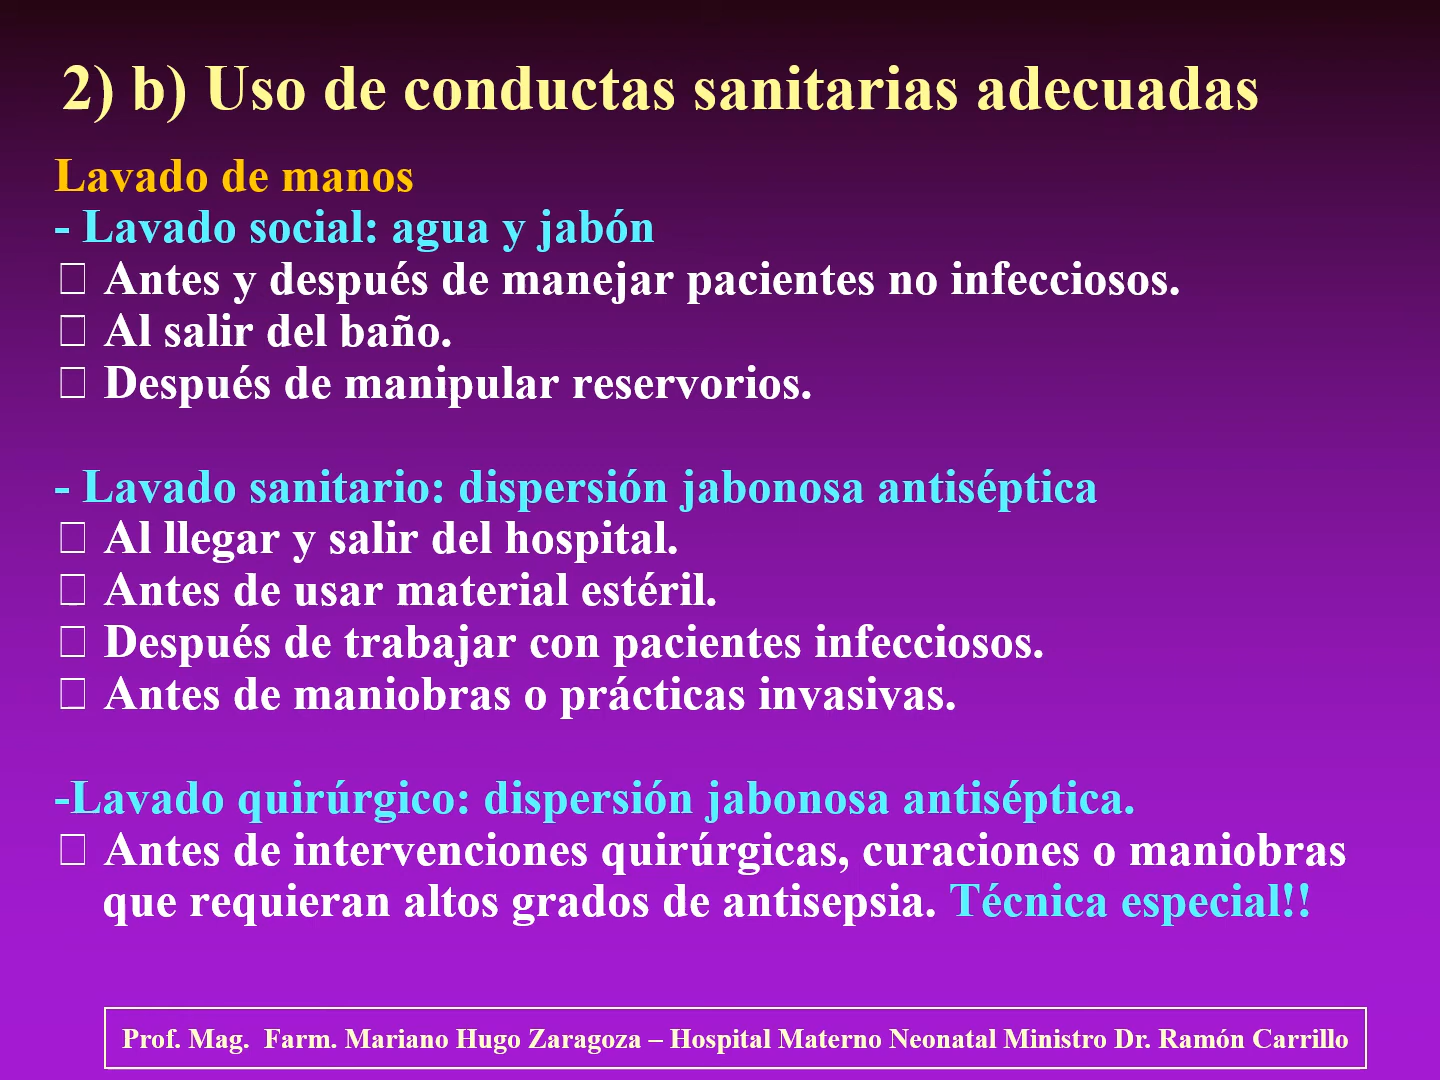 2) b) Uso de conductas sanitarias adecuadas
Lavado de manos
- Lavado social: agua y jabón
□ Antes y después de manejar pacientes no infecciosos.
□ Al salir del baño.
□ Después de manipular reservorios.
- Lavado sanitario: dispersión jabonosa antiséptica
□ Al llegar y salir del hospital.
□ Antes de usar material estéril.
□ Después de trabajar con pacientes infecciosos.
□ Antes de maniobras o prácticas invasivas.
-Lavado quirúrgico: dispersión jabonosa antiséptica.
□ Antes de intervenciones quirúrgicas, curaciones o maniobras
que requieran altos grados de antisepsia. Técnica especial!!
Prof. Mag. Farm. Mariano Hugo Zaragoza – Hospital Materno Neonatal Ministro Dr. Ramón Carrillo